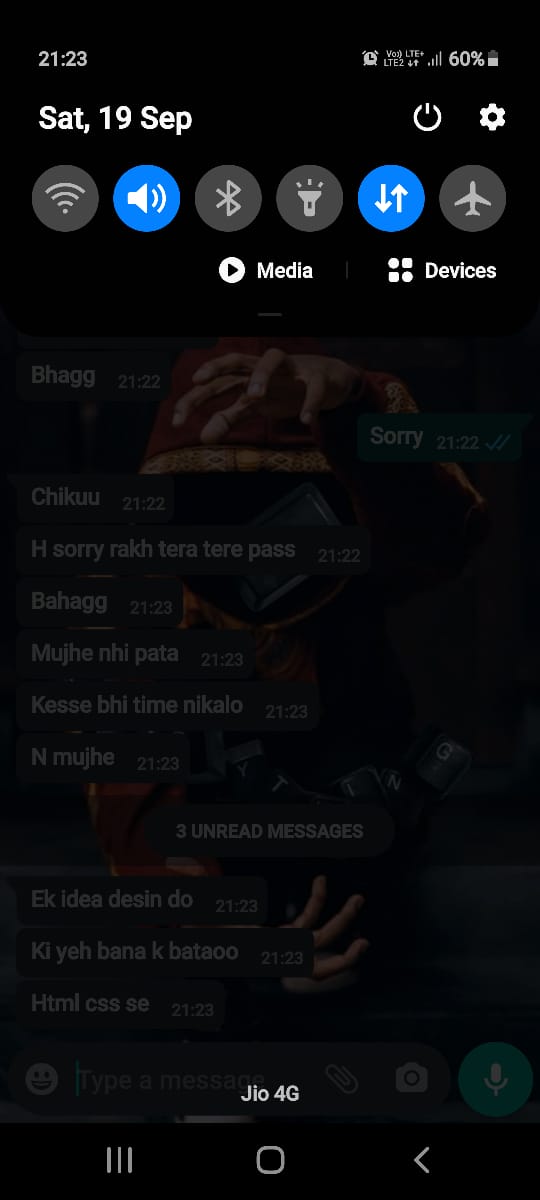 21:23
Vo)) LTE+
LTE2
60%
Sat, 19 Sep
Media
Devices
Bhagg 21:22
Sorry 21:22
Chikuu 21:22
H sorry rakh tera tere pass 21:22
Bahagg 21:23
Mujhe nhi pata 21:23
Kesse bhi time nikalo 21:23
N mujhe 21:23
Y T I N G
3 UNREAD MESSAGES
Ek idea desin do 21:23
Ki yeh bana k bataoo 21:23
Html css se 21:23
Type a message
Jio 4G